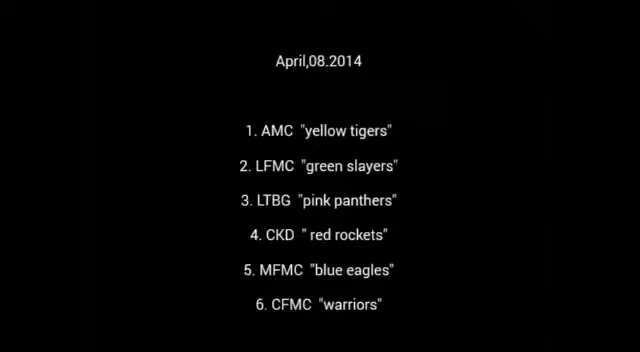 April,08.2014
1. AMC "yellow tigers"
2. LFMC "green slayers"
3. LTBG "pink panthers"
4. CKD " red rockets"
5. MFMC "blue eagles"
6. CFMC "warriors"